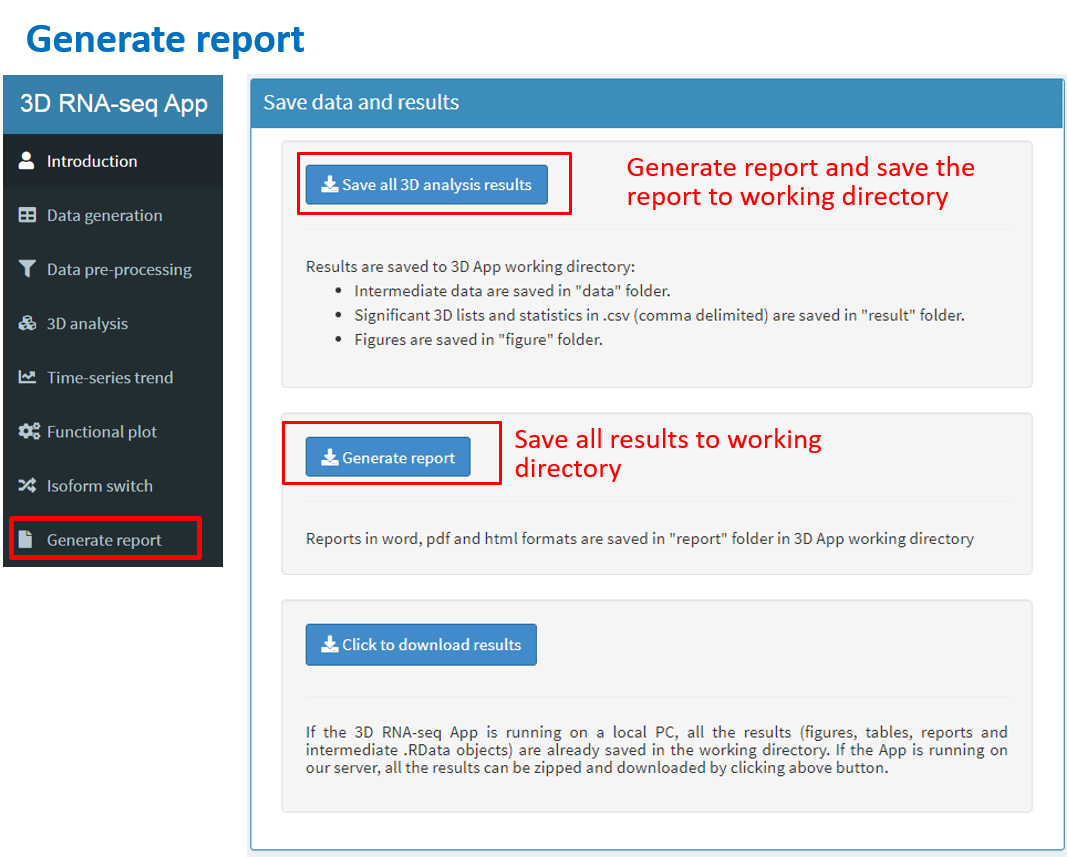 Generate report
3D RNA-seq App
Introduction
Data generation
Data pre-processing
3D analysis
Time-series trend
Functional plot
Isoform switch
Generate report
Save data and results
Save all 3D analysis results
Generate report and save the
report to working directory
Results are saved to 3D App working directory:
• Intermediate data are saved in "data" folder.
• Significant 3D lists and statistics in .csv (comma delimited) are saved in "result" folder.
• Figures are saved in "figure" folder.
Generate report
Save all results to working
directory
Reports in word, pdf and html formats are saved in "report" folder in 3D App working directory
Click to download results
If the 3D RNA-seq App is running on a local PC, all the results (figures, tables, reports and
intermediate .RData objects) are already saved in the working directory. If the App is running on
our server, all the results can be zipped and downloaded by clicking above button.